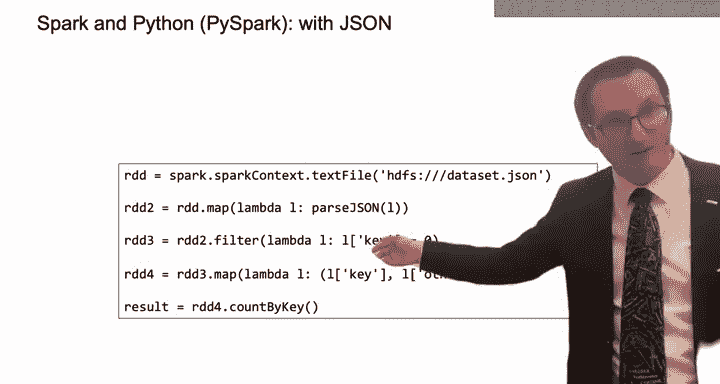 Spark and Python (PySpark): with JSON
rdd = spark.sparkContext.textFile('hdfs:///dataset.json')
rdd2 = rdd.map(lambda l: parseJSON(l))
rdd3 = rdd2.filter(lambda l: l['key 0)
rdd4 = rdd3.map(lambda l: (l['key'], l['oth
result = rdd4.countByKey()